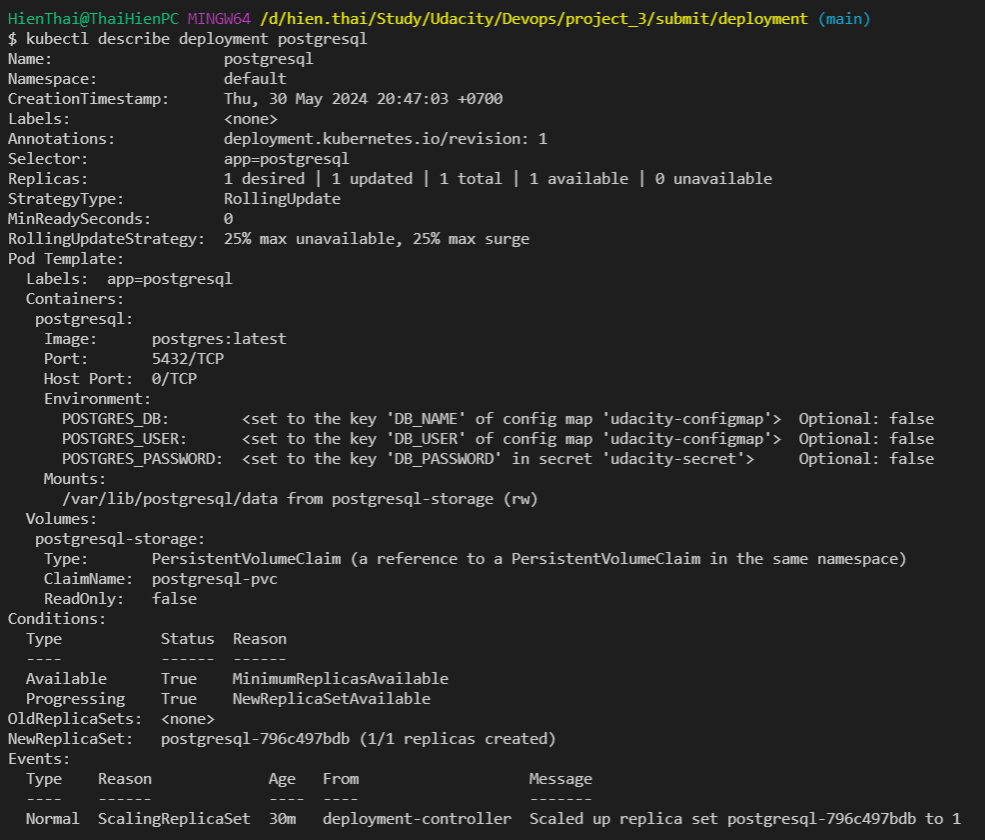 HienThai@ThaiHienPC MINGW64 /d/hien.thai/Study/Udacity/Devops/project_3/submit/deployment (main)
$ kubectl describe deployment postgresql
Name:                   postgresql
Namespace:              default
CreationTimestamp:      Thu, 30 May 2024 20:47:03 +0700
Labels:                 <none>
Annotations:            deployment.kubernetes.io/revision: 1
Selector:               app=postgresql
Replicas:               1 desired | 1 updated | 1 total | 1 available | 0 unavailable
StrategyType:           RollingUpdate
MinReadySeconds:        0
RollingUpdateStrategy:  25% max unavailable, 25% max surge
Pod Template:
  Labels:  app=postgresql
  Containers:
   postgresql:
    Image:      postgres:latest
    Port:       5432/TCP
    Host Port:  0/TCP
    Environment:
      POSTGRES_DB:        <set to the key 'DB_NAME' of config map 'udacity-configmap'>  Optional: false
      POSTGRES_USER:      <set to the key 'DB_USER' of config map 'udacity-configmap'>  Optional: false
      POSTGRES_PASSWORD:  <set to the key 'DB_PASSWORD' in secret 'udacity-secret'>     Optional: false
    Mounts:
      /var/lib/postgresql/data from postgresql-storage (rw)
  Volumes:
   postgresql-storage:
    Type:       PersistentVolumeClaim (a reference to a PersistentVolumeClaim in the same namespace)
    ClaimName:  postgresql-pvc
    ReadOnly:   false
Conditions:
  Type           Status  Reason
  ----           ------  ------
  Available      True    MinimumReplicasAvailable
  Progressing    True    NewReplicaSetAvailable
OldReplicaSets:  <none>
NewReplicaSet:   postgresql-796c497bdb (1/1 replicas created)
Events:
  Type    Reason             Age   From                   Message
  ----    ------             ----  ----                   -------
  Normal  ScalingReplicaSet  30m   deployment-controller  Scaled up replica set postgresql-796c497bdb to 1